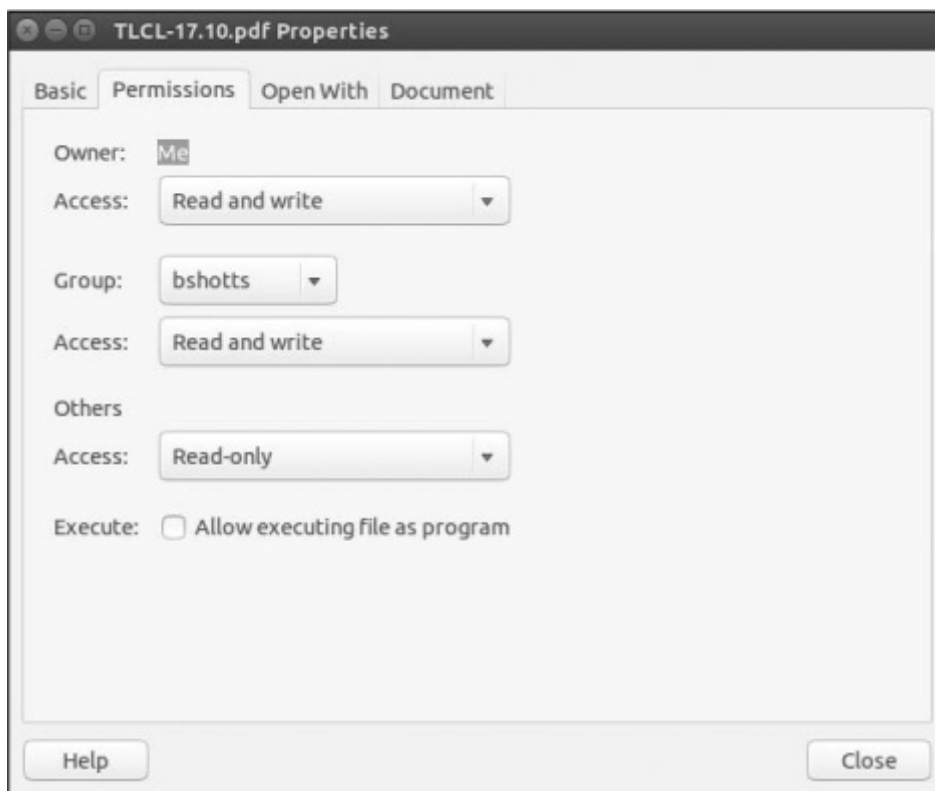 TLCL-17.10.pdf Properties
Basic Permissions Open With Document
Owner: Me
Access: Read and write
Group: bshotts
Access: Read and write
Others
Access: Read-only
Execute: Allow executing file as program
Help Close